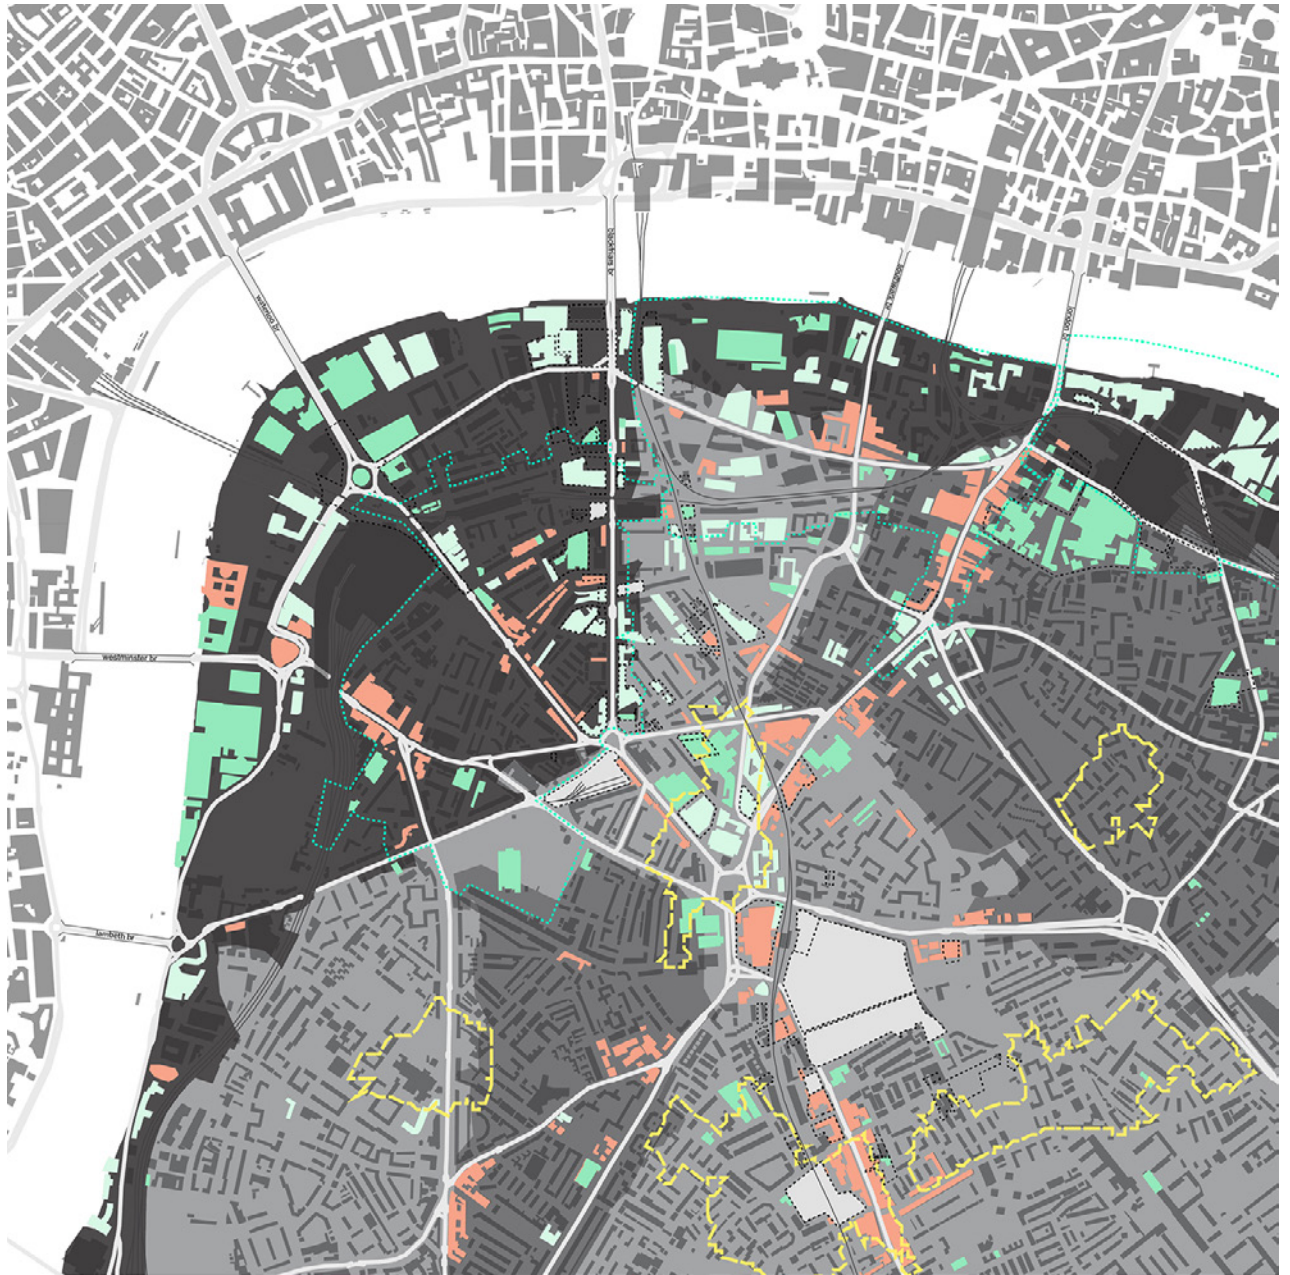 blackfriars br
southwark br
waterloo br
london br
westminster br
lambeth br